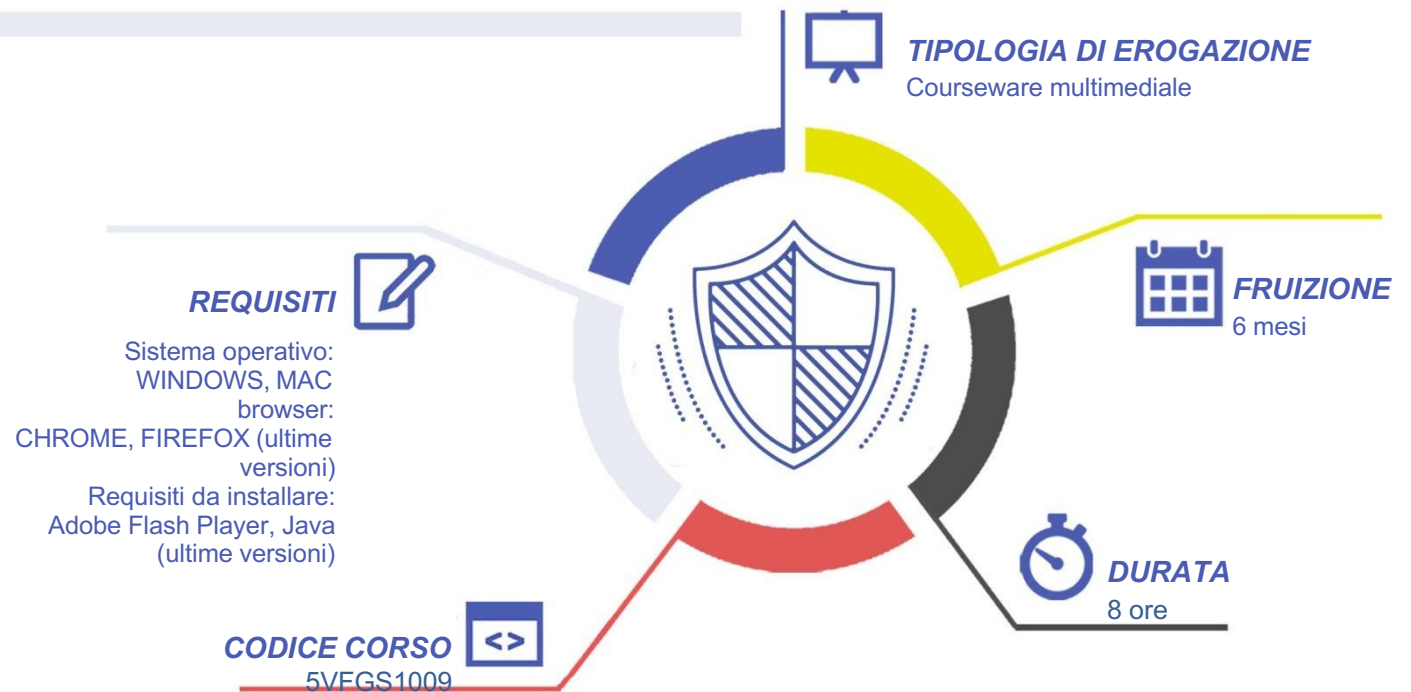 TIPOLOGIA DI EROGAZIONE
Courseware multimediale
REQUISITI
Sistema operativo:
WINDOWS, MAC
browser:
CHROME, FIREFOX (ultime
versioni)
Requisiti da installare:
Adobe Flash Player, Java
(ultime versioni)
FRUIZIONE
6 mesi
DURATA
8 ore
CODICE CORSO
<>
5VFGS1009